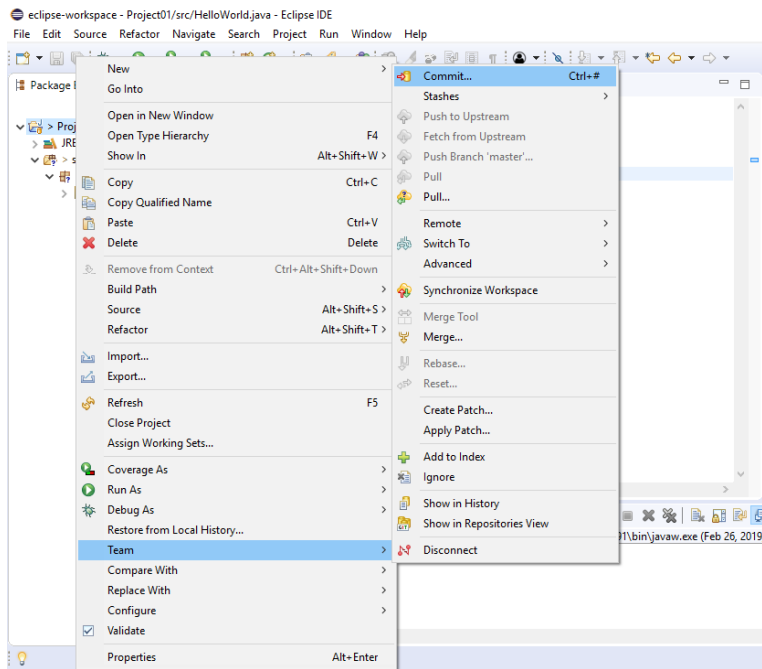 eclipse-workspace - Project01/src/HelloWorld.java - Eclipse IDE
File Edit Source Refactor Navigate Search Project Run Window Help
Package
> Proj
JRE
> s
New
Go Into
Open in New Window
Open Type Hierarchy F4
Show In Alt+Shift+W >
Copy Ctrl+C
Copy Qualified Name
Paste Ctrl+V
Delete Delete
Remove from Context Ctrl+Alt+Shift+Down
Build Path
Source Alt+Shift+S >
Refactor Alt+Shift+T >
Import...
Export...
Refresh F5
Close Project
Assign Working Sets...
Coverage As
Run As
Debug As
Restore from Local History...
Team
Compare With
Replace With
Configure
Validate
Properties Alt+Enter
Commit... Ctrl+#
Stashes
Push to Upstream
Fetch from Upstream
Push Branch 'master'...
Pull
Pull...
Remote
Switch To
Advanced
Synchronize Workspace
Merge Tool
Merge...
Rebase...
Reset...
Create Patch...
Apply Patch...
Add to Index
Ignore
Show in History
Show in Repositories View
Disconnect
91\bin\javaw.exe (Feb 26, 2019